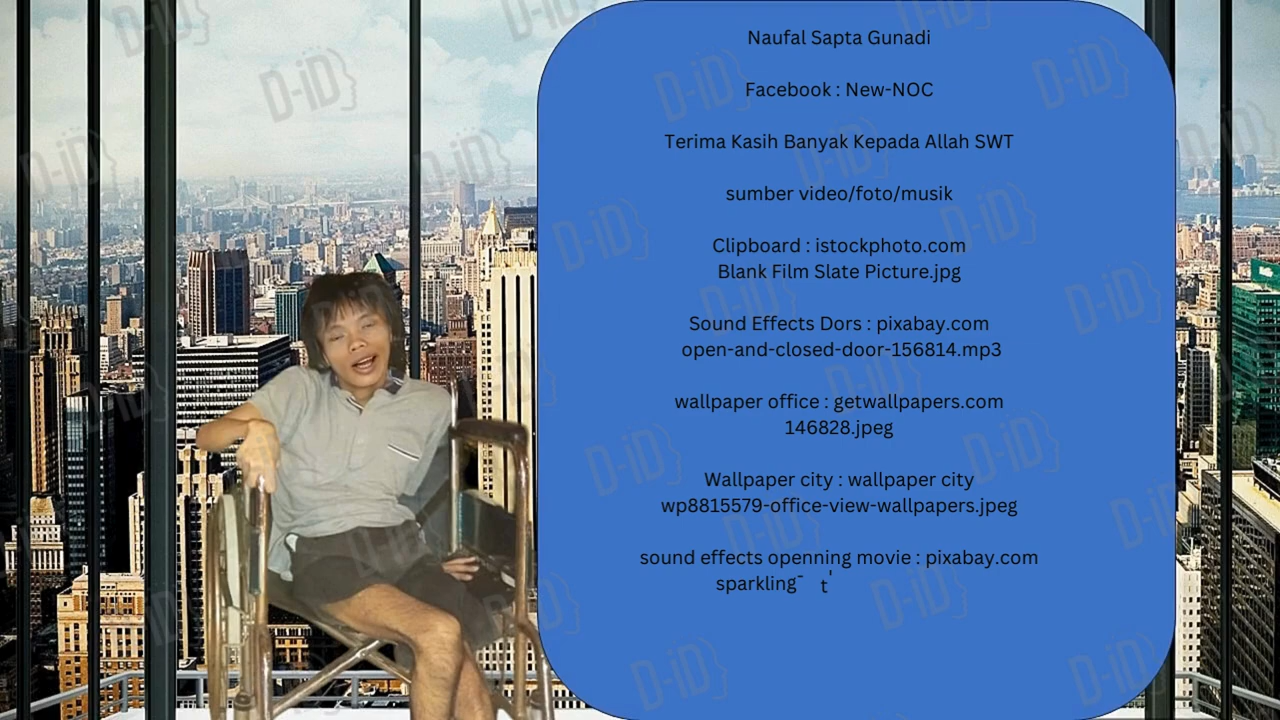 Naufal Sapta Gunadi
Facebook : New-NOC
Terima Kasih Banyak Kepada Allah SWT
sumber video/foto/musik
Clipboard : istockphoto.com
Blank Film Slate Picture.jpg
Sound Effects Dors : pixabay.com
open-and-closed-door-156814.mp3
wallpaper office : getwallpapers.com
146828.jpeg
Wallpaper city : wallpaper city
wp8815579-office-view-wallpapers.jpeg
sound effects openning movie : pixabay.com
sparkling
D-iD}